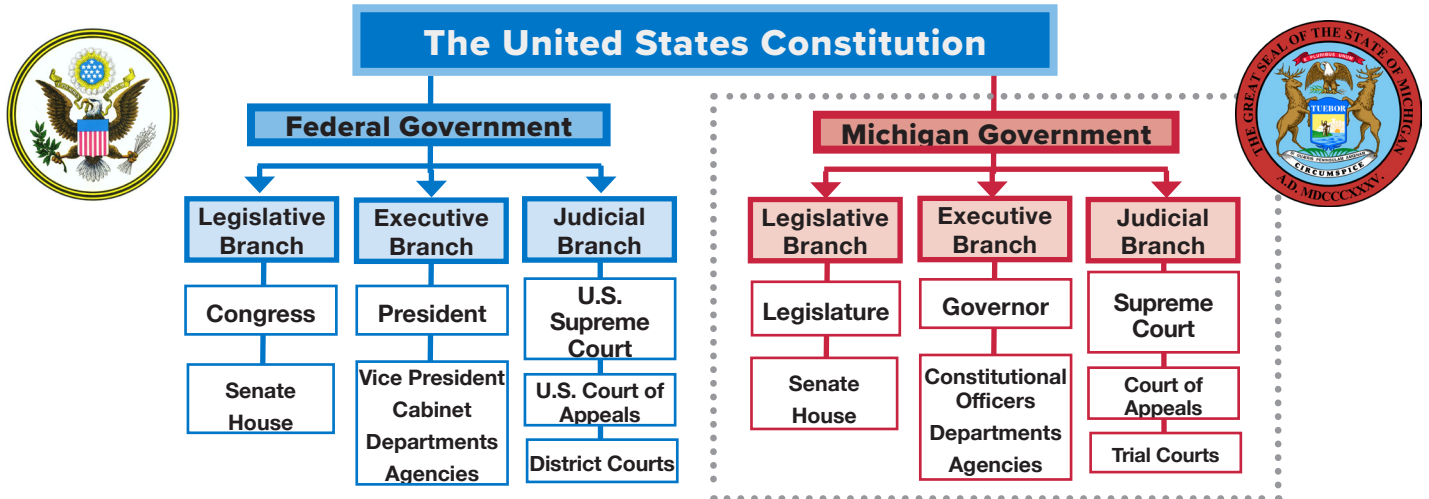 The United States Constitution
THE GREAT SEAL OF THE STATE OF MICHIGAN
E PLURIBUS UNUM
TUEBOR
CIRCUMSPICE
A.D. MDCCCXXXV.
Federal Government
Michigan Government
Legislative
Branch
Executive
Branch
Judicial
Branch
Legislative
Branch
Executive
Branch
Judicial
Branch
Congress
President
U.S.
Supreme
Court
Legislature
Governor
Supreme
Court
Senate
House
Vice President
Cabinet
Departments
Agencies
U.S. Court of
Appeals
District Courts
Senate
House
Constitutional
Officers
Departments
Agencies
Court of
Appeals
Trial Courts